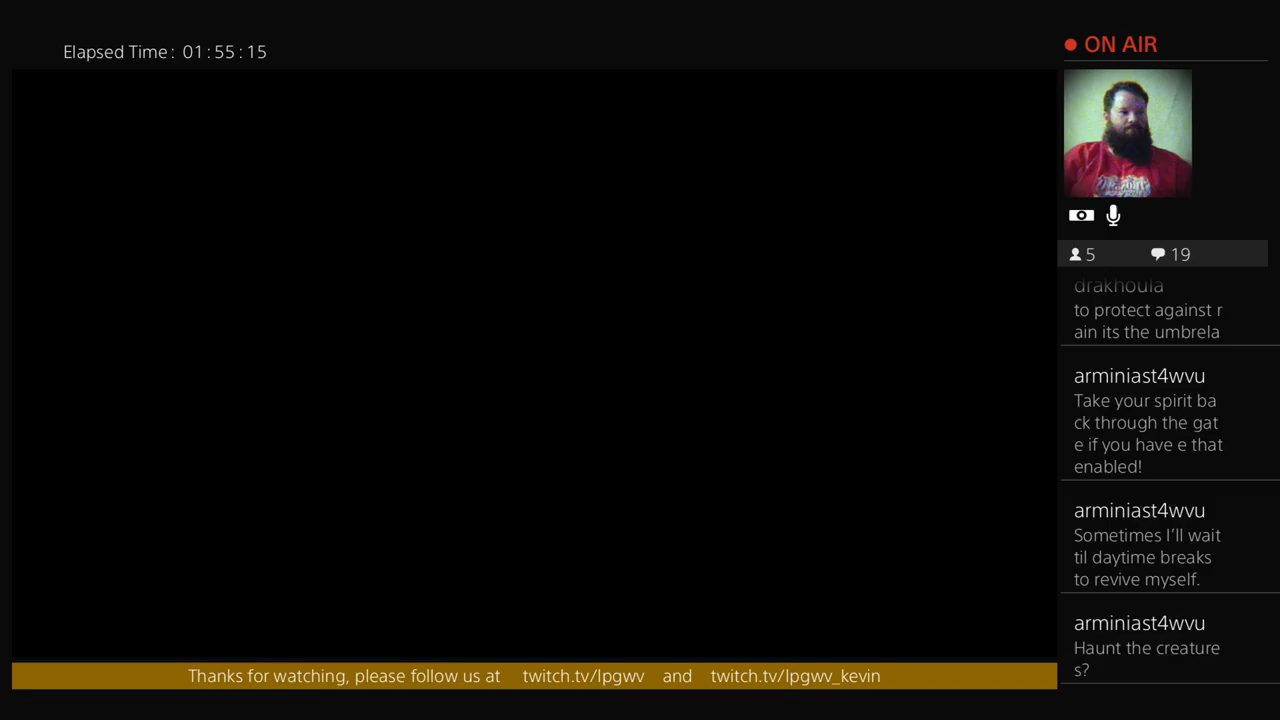 Elapsed Time: 01:55:15
ON AIR
5 19
drakhoula
to protect against r
ain its the umbrela
arminiast4wvu
Take your spirit ba
ck through the gat
e if you have e that
enabled!
arminiast4wvu
Sometimes I'll wait
til daytime breaks
to revive myself.
arminiast4wvu
Haunt the creature
s?
Thanks for watching, please follow us at twitch.tv/lpgwv and twitch.tv/lpgwv_kevin